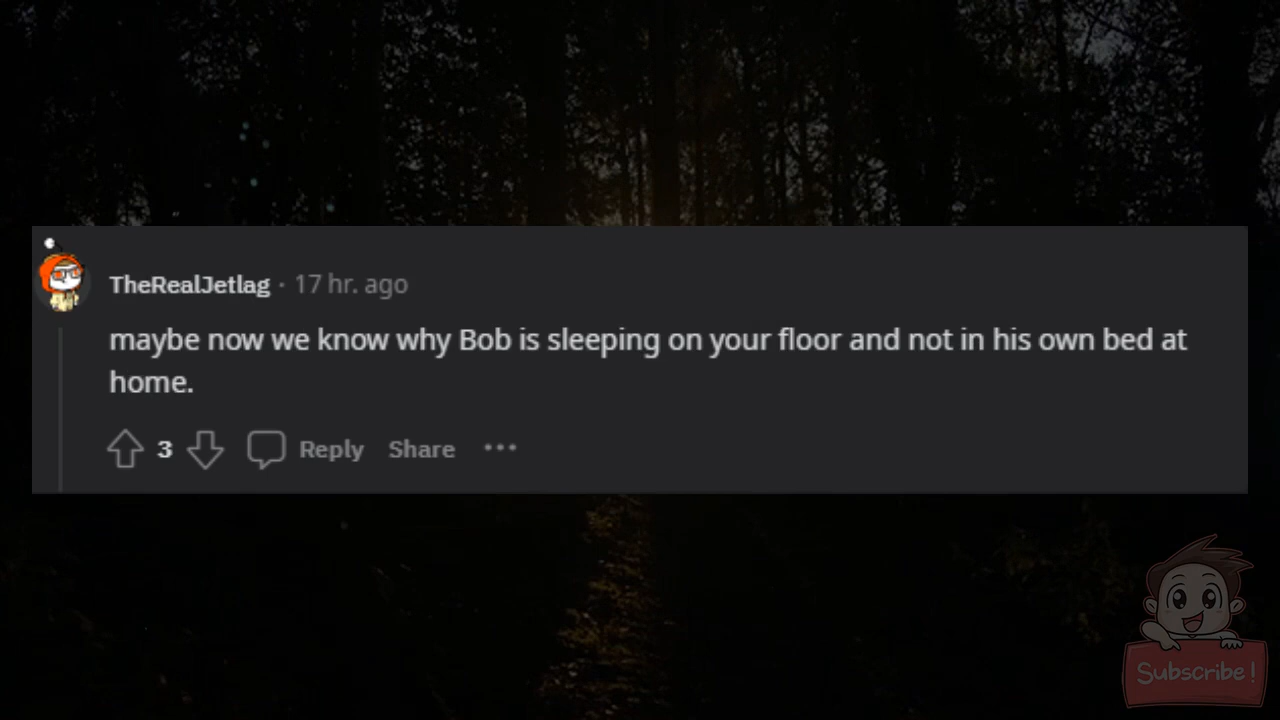 TheRealJetlag · 17 hr. ago
maybe now we know why Bob is sleeping on your floor and not in his own bed at
home.
3 Reply Share ...
Subscribe!